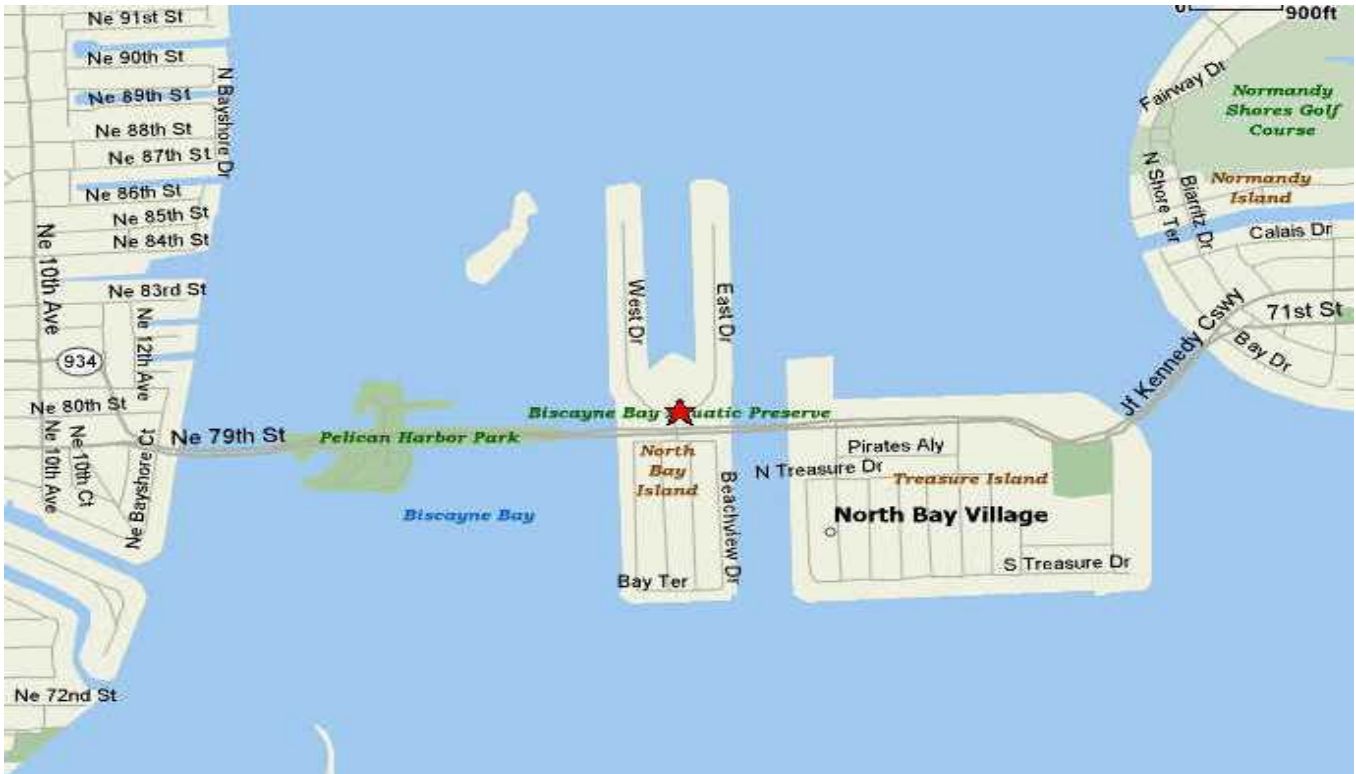 Ne 91st St
0
900ft
Ne 90th St
N Bayshore Dr
Ne 89th St
Fairway Dr
Normandy
Shores Golf
Course
Ne 88th St
Ne 87th St
Ne 86th St
N Shore Ter
Biarritz Dr
Normandy
Island
Ne 85th St
Ne 84th St
Calais Dr
Ne 10th Ave
Ne 83rd St
West Dr
East Dr
Ne 12th Ave
934
71st St
Jf Kennedy Cswy
Bay Dr
Ne 80th St
Biscayne Bay
Preserve
Ne 79th St
Pelican Harbor Park
Ne 10th Ave
Ne 10th Ct
Ne Bayshore Ct
North
Bay
Island
Pirates Aly
N Treasure Dr
Treasure Island
Beachview Dr
Biscayne Bay
North Bay Village
Bay Ter
S Treasure Dr
Ne 72nd St